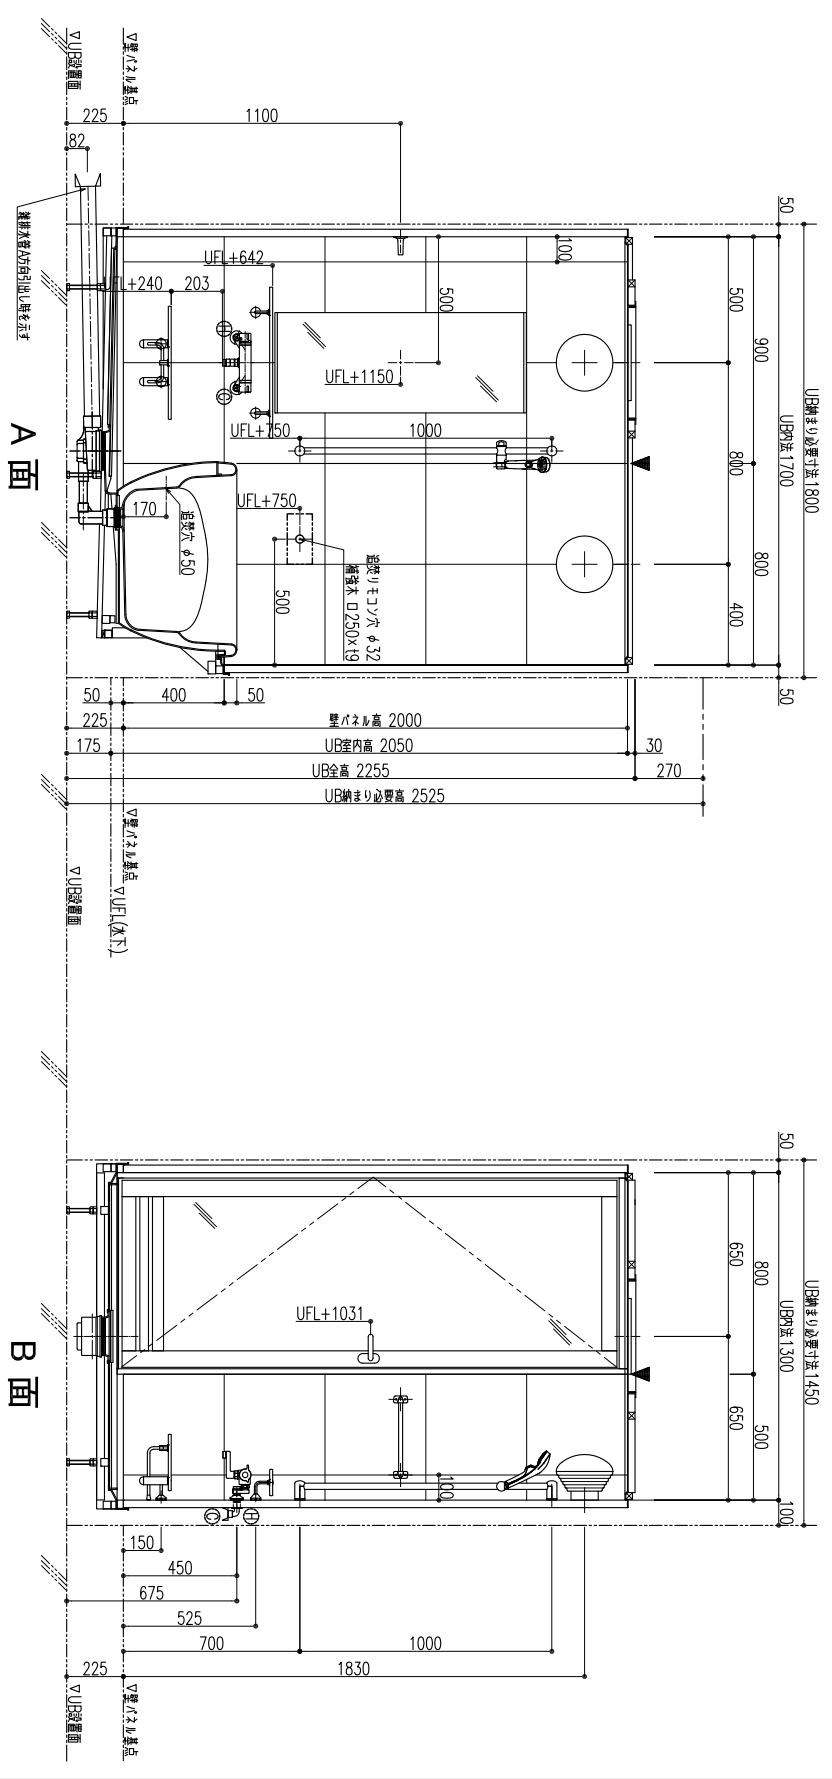 ▽壁パネル基点
▽UB設置面
225
1100
82
雑排水管A方向引出し時を示す
50
UB納まり必要寸法1800
UB内法1700
900
800
500
800
400
50
100
500
UFL+642
UFL+240
203
H
C
UFL+1150
UFL+750
1000
UFL+750
170
追焚穴 φ50
500
追焚リモコン穴 φ32
補強木 口250×t9
A 面
50
400
50
225
壁パネル高 2000
175
UB室内高 2050
30
UB全高 2255
270
UB納まり必要高 2525
▽壁パネル基点
▽UB設置面
▽UFL(水下)
50
UB納まり必要寸法1450
UB内法1300
800
500
650
650
100
UFL+1031
100
C
H
B 面
150
450
675
525
700
1000
225
1830
▽壁パネル基点
▽UB設置面